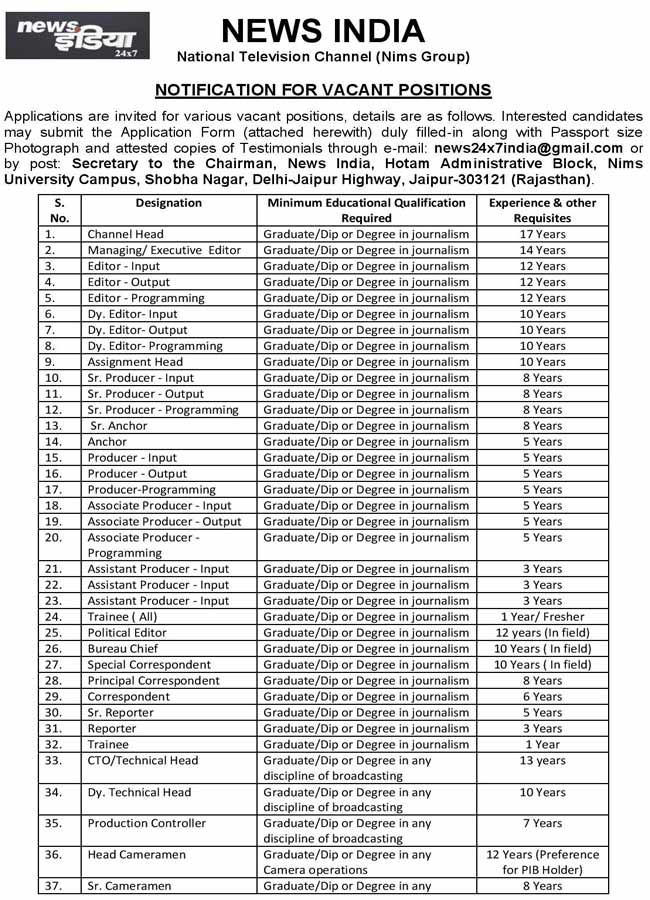 news
इंडिया
24x7
NEWS INDIA
National Television Channel (Nims Group)
NOTIFICATION FOR VACANT POSITIONS
Applications are invited for various vacant positions, details are as follows. Interested candidates
may submit the Application Form (attached herewith) duly filled-in along with Passport size
Photograph and attested copies of Testimonials through e-mail: news24x7india@gmail.com or
by post: Secretary to the Chairman, News India, Hotam Administrative Block, Nims
University Campus, Shobha Nagar, Delhi-Jaipur Highway, Jaipur-303121 (Rajasthan).
S. Designation Minimum Educational Qualification Experience & other
No. Required Requisites
1. Channel Head Graduate/Dip or Degree in journalism 17 Years
2. Managing/ Executive Editor Graduate/Dip or Degree in journalism 14 Years
3. Editor - Input Graduate/Dip or Degree in journalism 12 Years
4. Editor - Output Graduate/Dip or Degree in journalism 12 Years
5. Editor - Programming Graduate/Dip or Degree in journalism 12 Years
6. Dy. Editor- Input Graduate/Dip or Degree in journalism 10 Years
7. Dy. Editor- Output Graduate/Dip or Degree in journalism 10 Years
8. Dy. Editor- Programming Graduate/Dip or Degree in journalism 10 Years
9. Assignment Head Graduate/Dip or Degree in journalism 10 Years
10. Sr. Producer - Input Graduate/Dip or Degree in journalism 8 Years
11. Sr. Producer - Output Graduate/Dip or Degree in journalism 8 Years
12. Sr. Producer - Programming Graduate/Dip or Degree in journalism 8 Years
13. Sr. Anchor Graduate/Dip or Degree in journalism 8 Years
14. Anchor Graduate/Dip or Degree in journalism 5 Years
15. Producer - Input Graduate/Dip or Degree in journalism 5 Years
16. Producer - Output Graduate/Dip or Degree in journalism 5 Years
17. Producer-Programming Graduate/Dip or Degree in journalism 5 Years
18. Associate Producer - Input Graduate/Dip or Degree in journalism 5 Years
19. Associate Producer - Output Graduate/Dip or Degree in journalism 5 Years
20. Associate Producer - Graduate/Dip or Degree in journalism 5 Years
Programming
21. Assistant Producer - Input Graduate/Dip or Degree in journalism 3 Years
22. Assistant Producer - Input Graduate/Dip or Degree in journalism 3 Years
23. Assistant Producer - Input Graduate/Dip or Degree in journalism 3 Years
24. Trainee ( All) Graduate/Dip or Degree in journalism 1 Year/ Fresher
25. Political Editor Graduate/Dip or Degree in journalism 12 years (In field)
26. Bureau Chief Graduate/Dip or Degree in journalism 10 Years ( In field)
27. Special Correspondent Graduate/Dip or Degree in journalism 10 Years ( In field)
28. Principal Correspondent Graduate/Dip or Degree in journalism 8 Years
29. Correspondent Graduate/Dip or Degree in journalism 6 Years
30. Sr. Reporter Graduate/Dip or Degree in journalism 5 Years
31. Reporter Graduate/Dip or Degree in journalism 3 Years
32. Trainee Graduate/Dip or Degree in journalism 1 Year
33. CTO/Technical Head Graduate/Dip or Degree in any 13 years
discipline of broadcasting
34. Dy. Technical Head Graduate/Dip or Degree in any 10 Years
discipline of broadcasting
35. Production Controller Graduate/Dip or Degree in any 7 Years
discipline of broadcasting
36. Head Cameramen Graduate/Dip or Degree in any 12 Years (Preference
Camera operations for PIB Holder)
37. Sr. Cameramen Graduate/Dip or Degree in any 8 Years